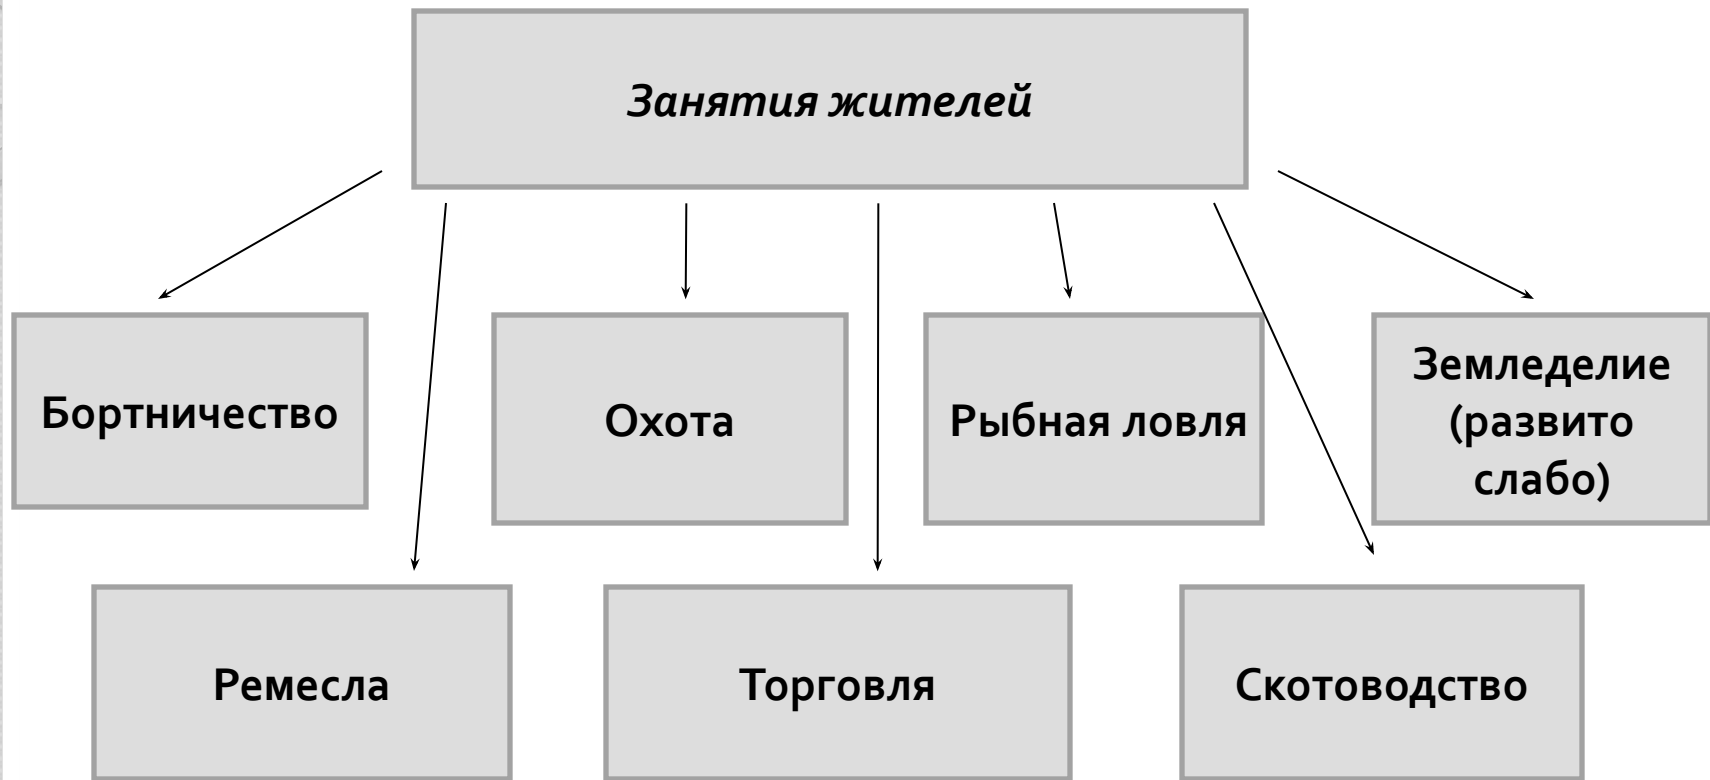 Занятия жителей
Бортничество
Охота
Рыбная ловля
Земледелие
(развито
слабо)
Ремесла
Торговля
Скотоводство